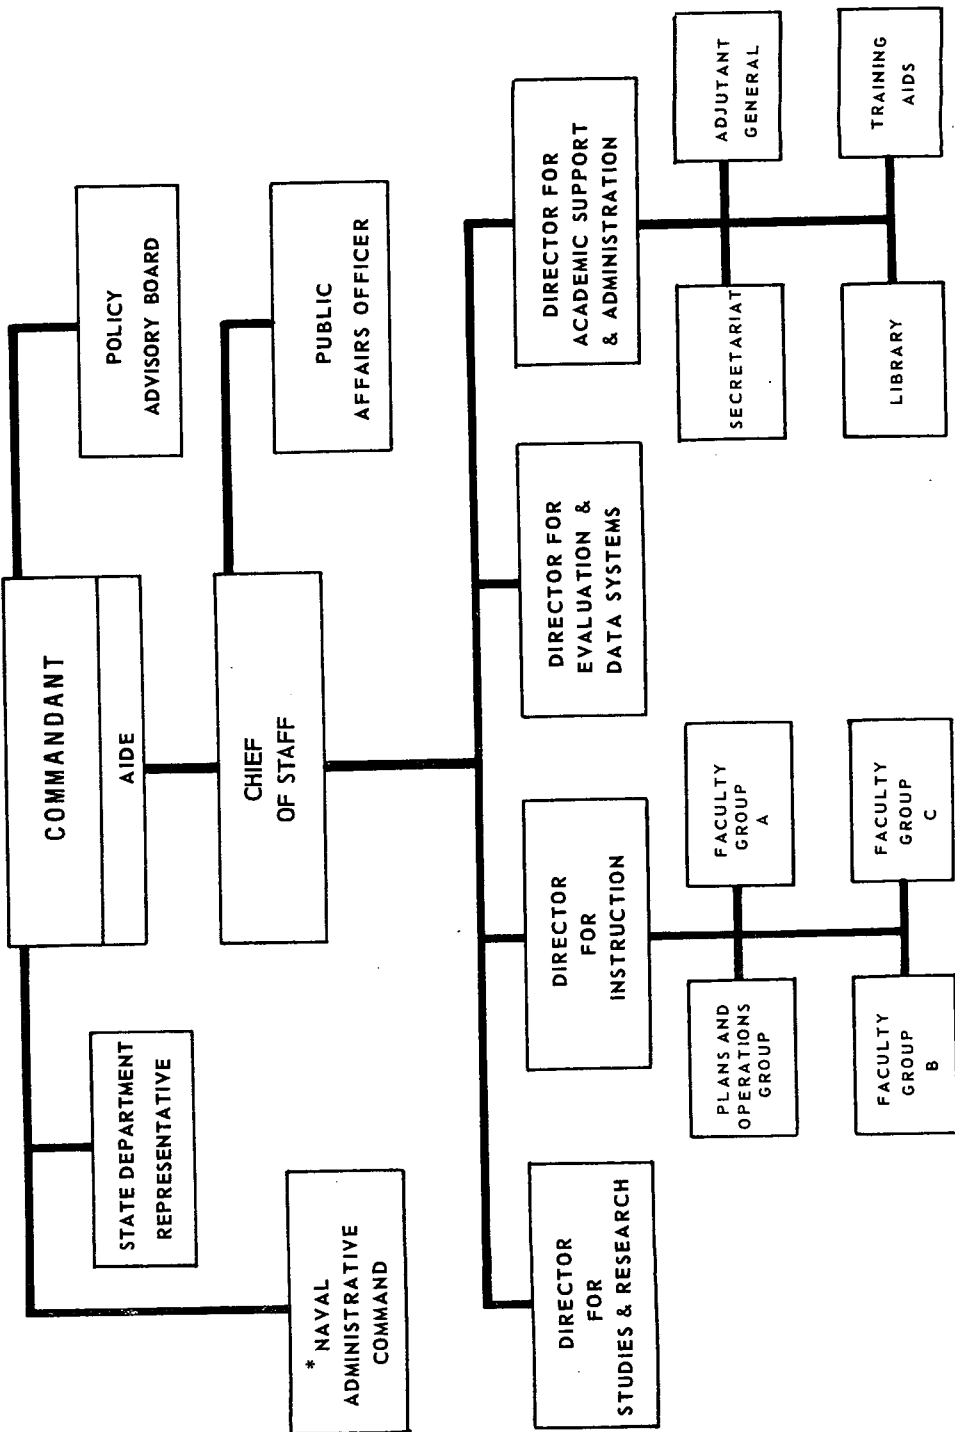 COMMANDANT
AIDE
STATE DEPARTMENT
REPRESENTATIVE
POLICY
ADVISORY BOARD
* NAVAL
ADMINISTRATIVE
COMMAND
CHIEF
OF STAFF
PUBLIC
AFFAIRS OFFICER
DIRECTOR
FOR
STUDIES & RESEARCH
DIRECTOR
FOR
INSTRUCTION
DIRECTOR FOR
EVALUATION &
DATA SYSTEMS
DIRECTOR FOR
ACADEMIC SUPPORT
& ADMINISTRATION
PLANS AND
OPERATIONS
GROUP
FACULTY
GROUP
A
SECRETARIAT
ADJUTANT
GENERAL
FACULTY
GROUP
B
FACULTY
GROUP
C
LIBRARY
TRAINING
AIDS